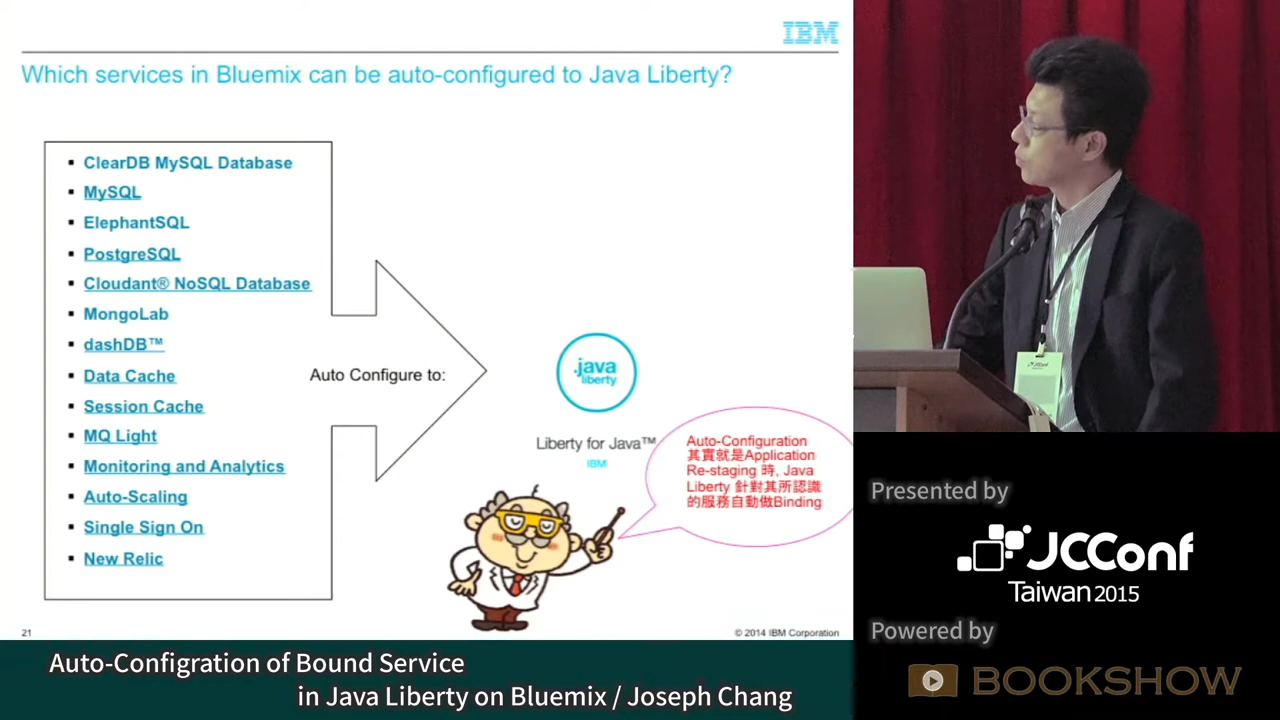 IBM
Which services in Bluemix can be auto-configured to Java Liberty?
ClearDB MySQL Database
MySQL
ElephantSQL
PostgreSQL
Cloudant® NoSQL Database
MongoLab
dashDB™
Data Cache
Session Cache
MQ Light
Monitoring and Analytics
Auto-Scaling
Single Sign On
New Relic
Auto Configure to:
.java
liberty
Liberty for Java™
IBM
Auto-Configuration
其實就是Application
Re-staging 時, Java
Liberty 針對其所認識
的服務自動做Binding
21
© 2014 IBM Corporation
JCConf
Presented by
JCConf
Taiwan 2015
Powered by
BOOKSHOW
Auto-Configration of Bound Service
in Java Liberty on Bluemix / Joseph Chang